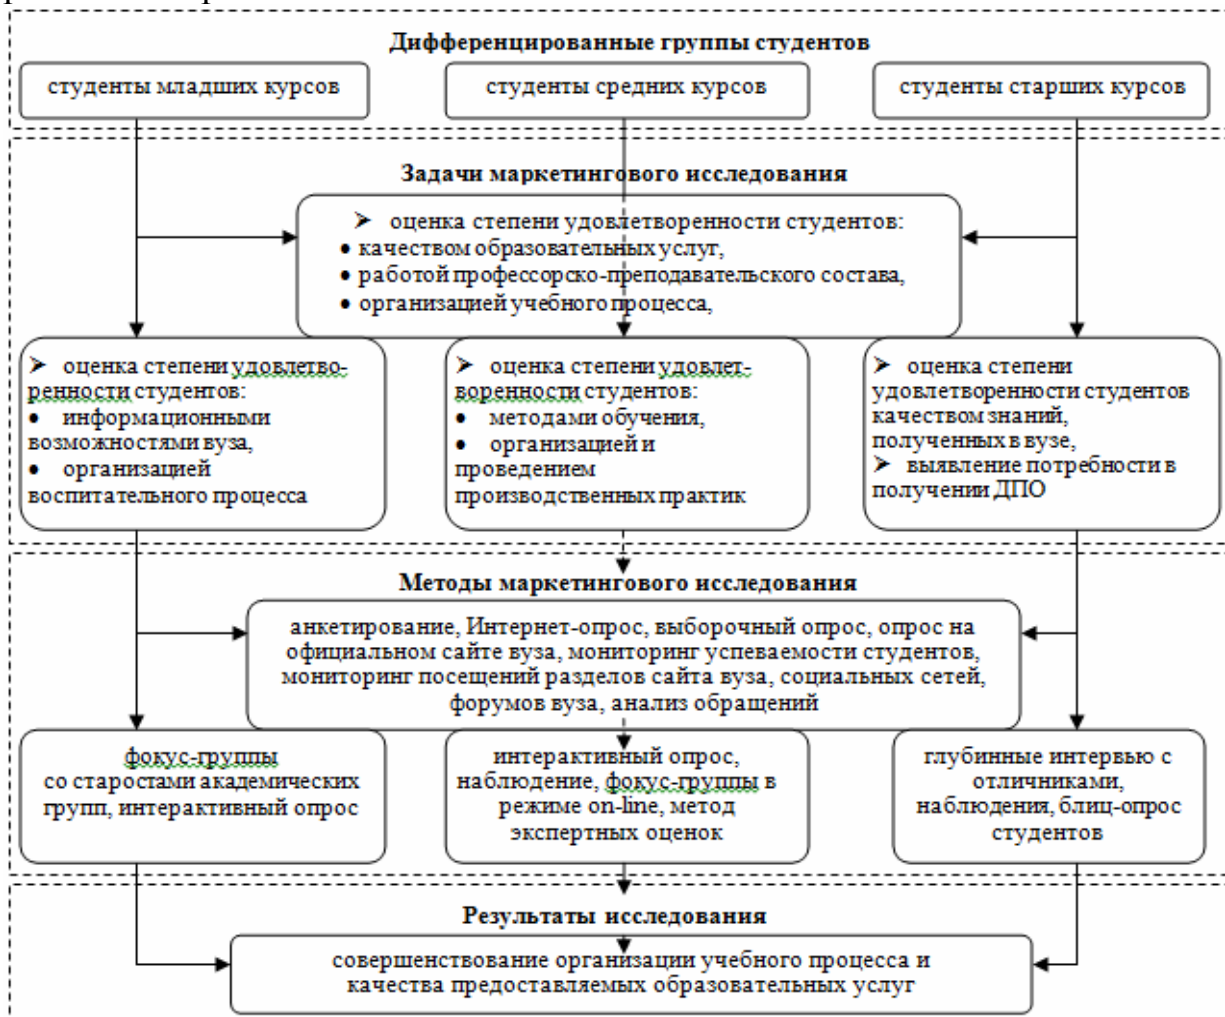 Дифференцированные группы студентов
студенты младших курсов
студенты средних курсов
студенты старших курсов
Задачи маркетингового исследования
➤ оценка степени удовлетворенности студентов:
● качеством образовательных услуг,
● работой профессорско-преподавательского состава,
● организацией учебного процесса,
➤ оценка степени удовлетво-
ренности студентов:
● информационными
возможностями вуза,
● организацией
воспитательного процесса
➤ оценка степени удовлет-
воренности студентов:
● методами обучения,
● организацией и
проведением
производственных практик
➤ оценка степени
удовлетворенности студентов
качеством знаний,
полученных в вузе,
➤ выявление потребности в
получении ДПО
Методы маркетингового исследования
анкетирование, Интернет-опрос, выборочный опрос, опрос на
официальном сайте вуза, мониторинг успеваемости студентов,
мониторинг посещений разделов сайта вуза, социальных сетей,
форумов вуза, анализ обращений
фокус-группы
со старостами академических
групп, интерактивный опрос
интерактивный опрос,
наблюдение, фокус-группы в
режиме on-line, метод
экспертных оценок
глубинные интервью с
отличниками,
наблюдения, блиц-опрос
студентов
Результаты исследования
совершенствование организации учебного процесса и
качества предоставляемых образовательных услуг